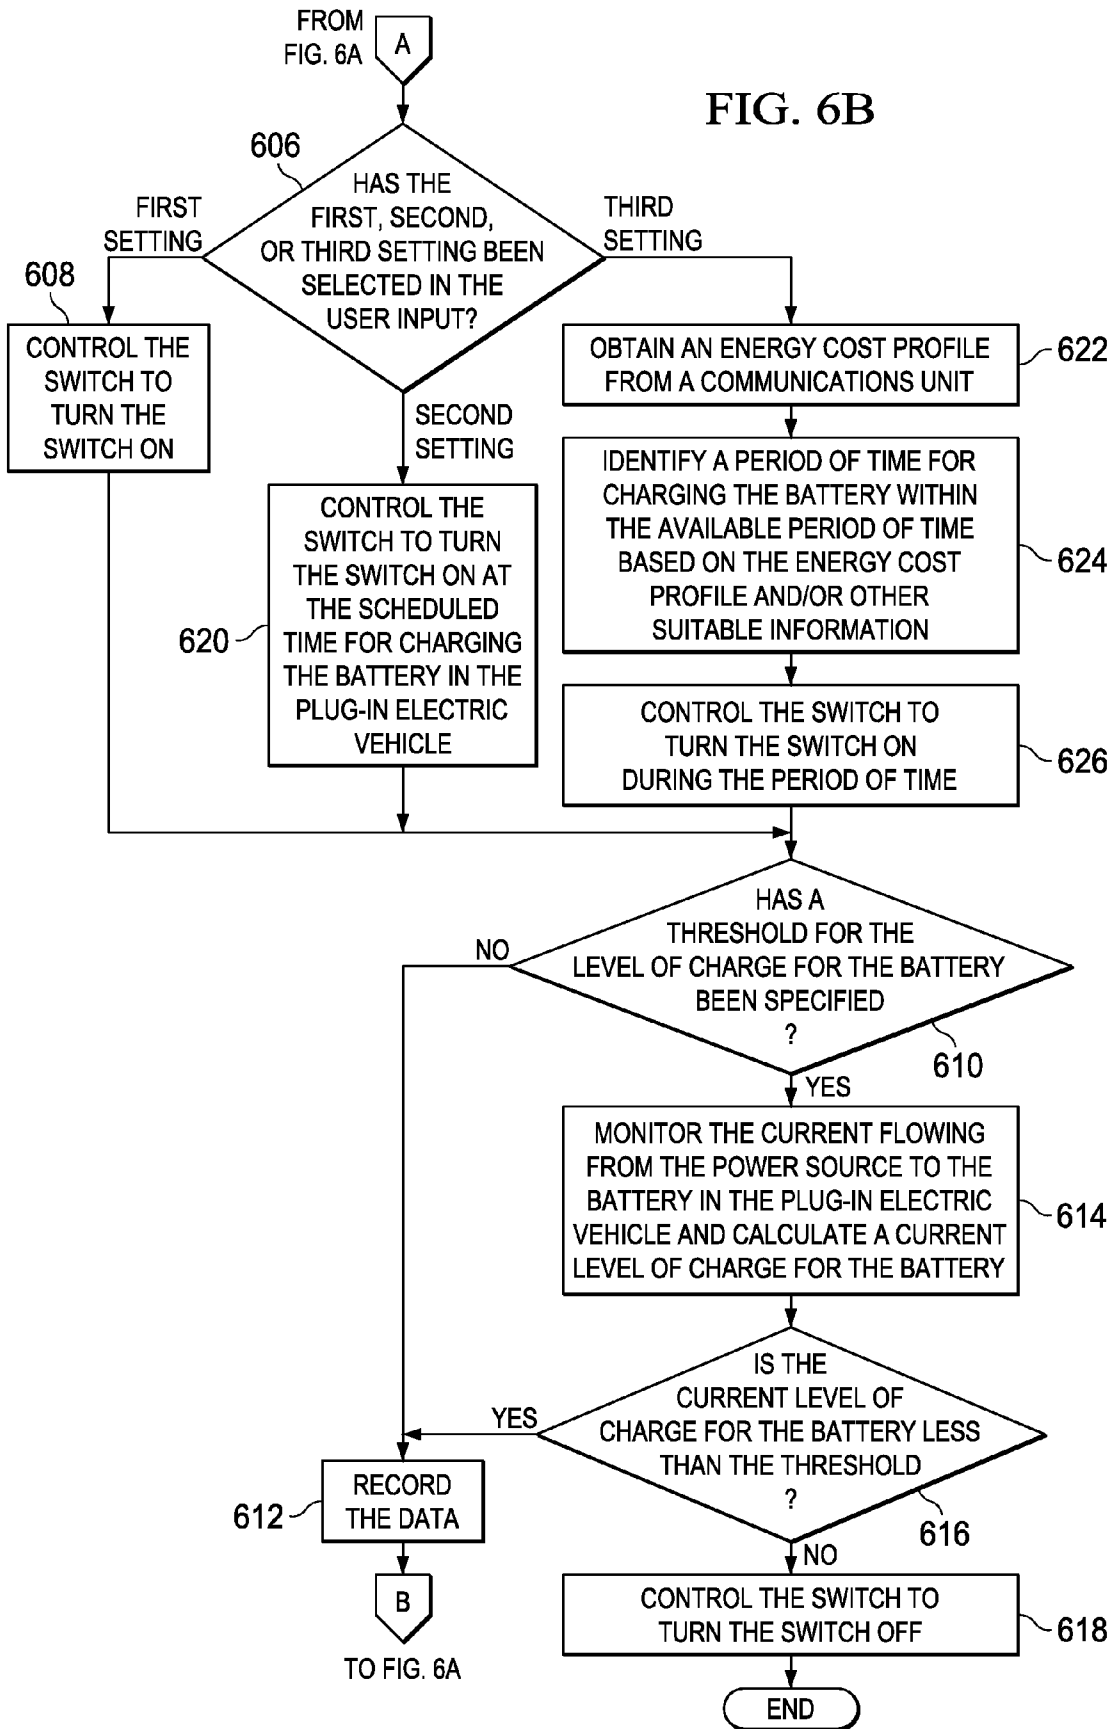 FROM
FIG. 6A
A
FIG. 6B
606
HAS THE
FIRST, SECOND,
OR THIRD SETTING BEEN
SELECTED IN THE
USER INPUT?
FIRST
SETTING
THIRD
SETTING
SECOND
SETTING
608
CONTROL THE
SWITCH TO
TURN THE
SWITCH ON
620
CONTROL THE
SWITCH TO TURN
THE SWITCH ON AT
THE SCHEDULED
TIME FOR CHARGING
THE BATTERY IN THE
PLUG-IN ELECTRIC
VEHICLE
OBTAIN AN ENERGY COST PROFILE
FROM A COMMUNICATIONS UNIT
622
IDENTIFY A PERIOD OF TIME FOR
CHARGING THE BATTERY WITHIN
THE AVAILABLE PERIOD OF TIME
BASED ON THE ENERGY COST
PROFILE AND/OR OTHER
SUITABLE INFORMATION
624
CONTROL THE SWITCH TO
TURN THE SWITCH ON
DURING THE PERIOD OF TIME
626
HAS A
THRESHOLD FOR THE
LEVEL OF CHARGE FOR THE BATTERY
BEEN SPECIFIED
?
NO
610
YES
MONITOR THE CURRENT FLOWING
FROM THE POWER SOURCE TO THE
BATTERY IN THE PLUG-IN ELECTRIC
VEHICLE AND CALCULATE A CURRENT
LEVEL OF CHARGE FOR THE BATTERY
614
IS THE
CURRENT LEVEL OF
CHARGE FOR THE BATTERY LESS
THAN THE THRESHOLD
?
YES
616
NO
612
RECORD
THE DATA
B
TO FIG. 6A
CONTROL THE SWITCH TO
TURN THE SWITCH OFF
618
END